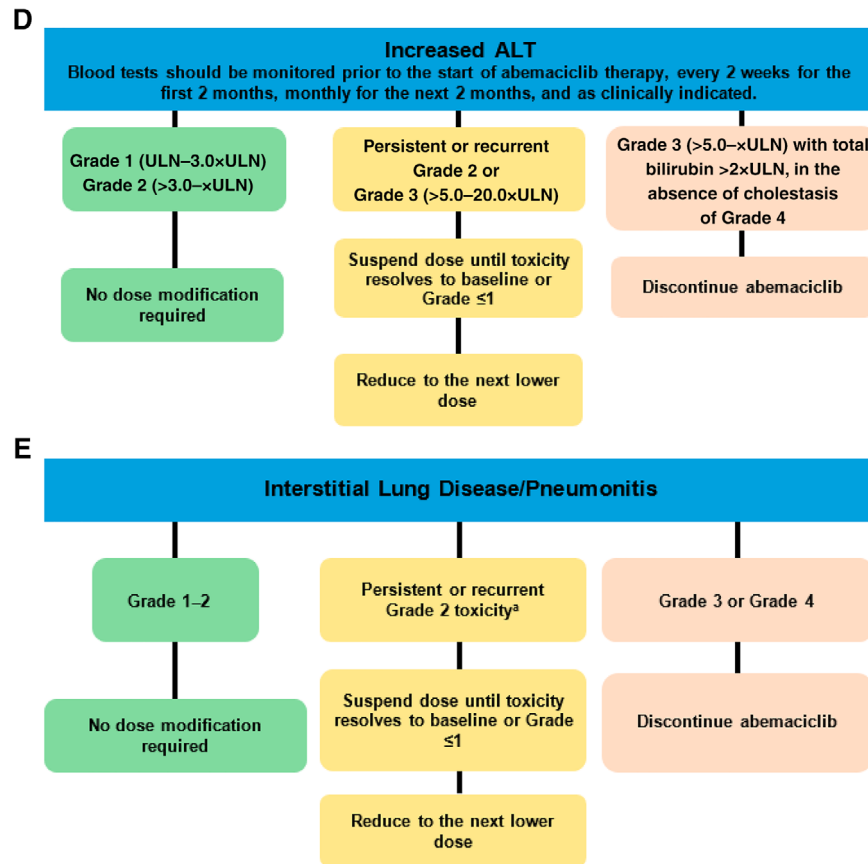 D
Increased ALT
Blood tests should be monitored prior to the start of abemaciclib therapy, every 2 weeks for the
first 2 months, monthly for the next 2 months, and as clinically indicated.
Grade 1 (ULN–3.0×ULN)
Grade 2 (>3.0–×ULN)
No dose modification
required
Persistent or recurrent
Grade 2 or
Grade 3 (>5.0–20.0×ULN)
Suspend dose until toxicity
resolves to baseline or
Grade ≤1
Reduce to the next lower
dose
Grade 3 (>5.0–×ULN) with total
bilirubin >2×ULN, in the
absence of cholestasis
of Grade 4
Discontinue abemaciclib
E
Interstitial Lung Disease/Pneumonitis
Grade 1–2
No dose modification
required
Persistent or recurrent
Grade 2 toxicityª
Suspend dose until toxicity
resolves to baseline or Grade
≤1
Reduce to the next lower
dose
Grade 3 or Grade 4
Discontinue abemaciclib